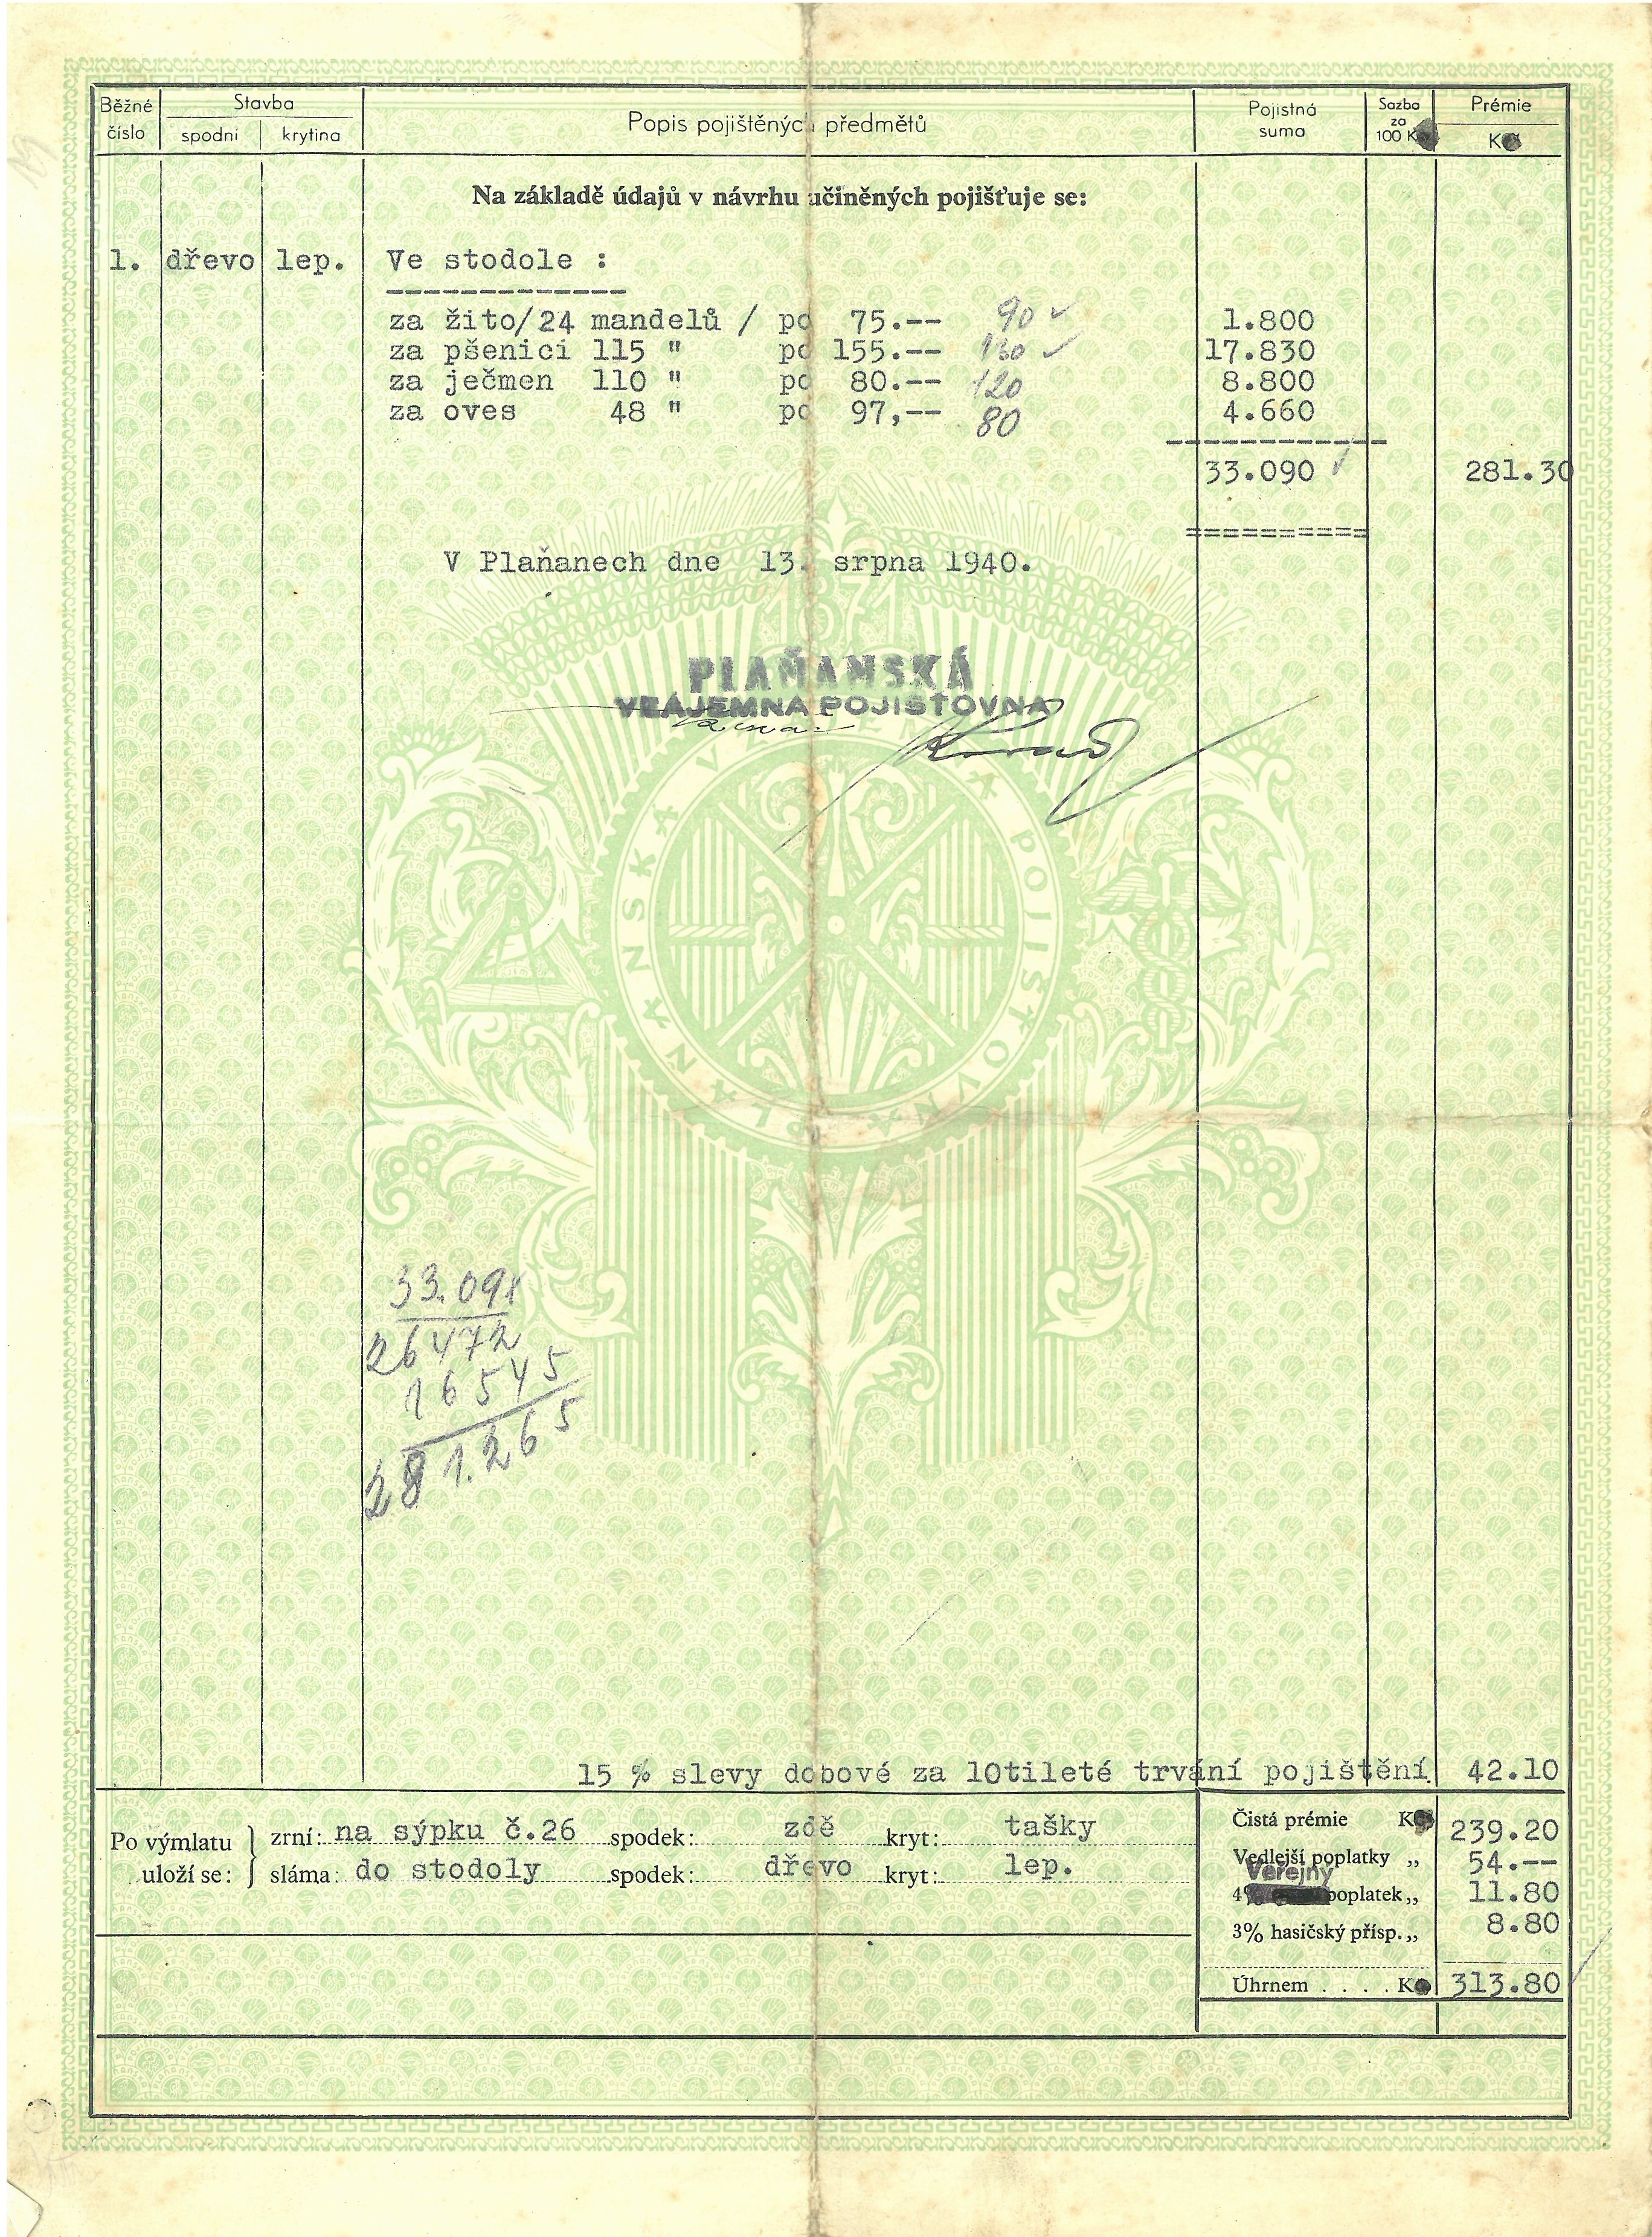 Běžné číslo | Stavba | Popis pojištěných předmětů | Pojistná suma | Sazba za 100 K | Prémie
spodní | krytina | K
Na základě údajů v návrhu učiněných pojišťuje se:
1. dřevo lep. Ve stodole :
za žito/24 mandelů / po 75.-- 90 1.800
za pšenici 115 " po 155.-- 130 17.830
za ječmen 110 " po 80.-- 120 8.800
za oves 48 " po 97,-- 80 4.660
33.090 281.30
V Plaňanech dne 13. srpna 1940.
1871
PLAŇANSKÁ
VZÁJEMNÁ POJIŠŤOVNA
PLAŇANSKÁ POJIŠŤOVNA
33.091
26472
16545
281.265
15 % slevy dobové za 10tileté trvání pojištění 42.10
Po výmlatu uloží se: zrní: na sýpku č.26 spodek: zdě kryt: tašky
sláma: do stodoly spodek: dřevo kryt: lep.
Čistá prémie K 239.20
Vedlejší poplatky „ 54.--
Veřejný
4% poplatek „ 11.80
3% hasičský přísp. „ 8.80
Úhrnem . . . . K 313.80